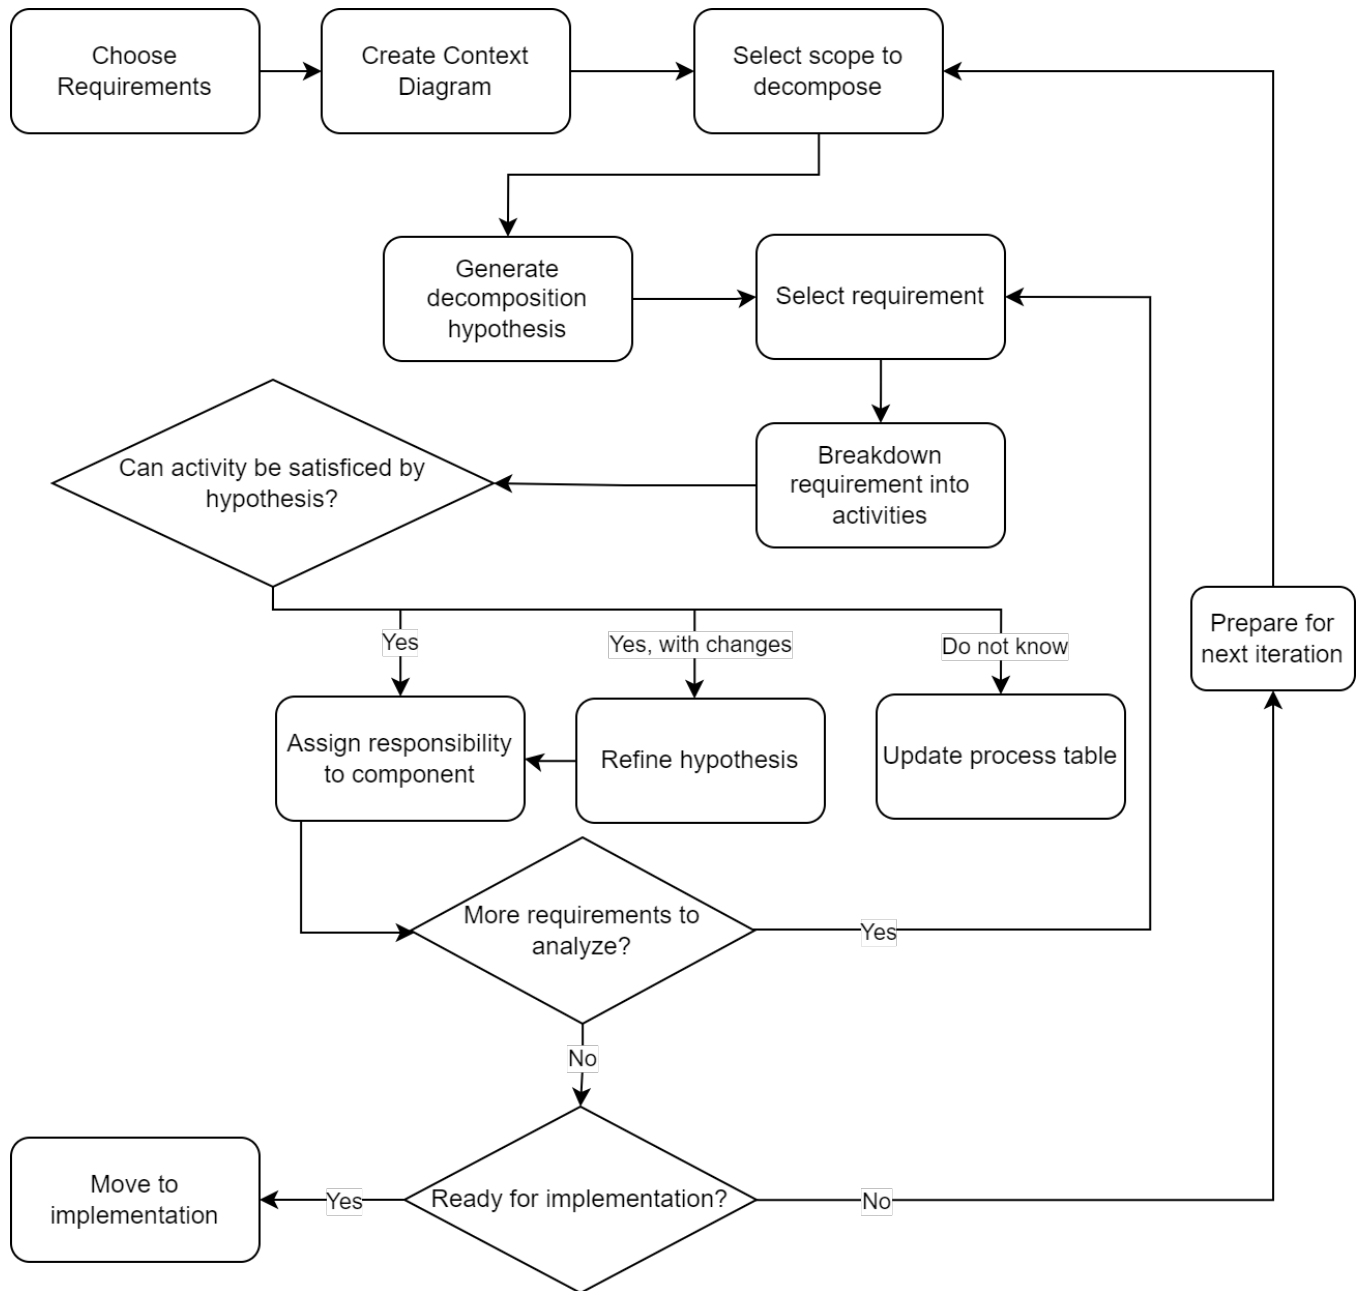 Choose
Requirements
Create Context
Diagram
Select scope to
decompose
Generate
decomposition
hypothesis
Select requirement
Can activity be satisficed by
hypothesis?
Breakdown
requirement into
activities
Prepare for
next iteration
Yes
Yes, with changes
Do not know
Assign responsibility
to component
Refine hypothesis
Update process table
More requirements to
analyze?
Yes
No
Move to
implementation
Yes
Ready for implementation?
No